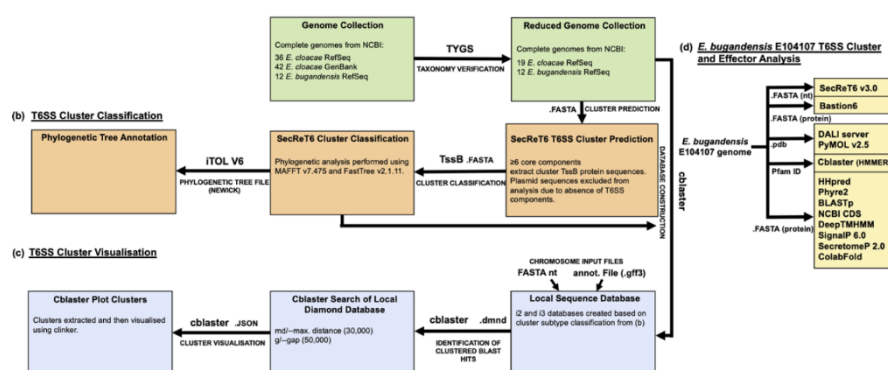 Genome Collection
Complete genomes from NCBI:
36 E. cloacae RefSeq
42 E. cloacae GenBank
12 E. bugandensis RefSeq
TYGS
TAXONOMY VERIFICATION
Reduced Genome Collection
Complete genomes from NCBI:
19 E. cloacae RefSeq
12 E. bugandensis RefSeq
.FASTA
CLUSTER PREDICTION
(b) T6SS Cluster Classification
Phylogenetic Tree Annotation
iTOL V6
PHYLOGENETIC TREE FILE
(NEWICK)
SecReT6 Cluster Classification
Phylogenetic analysis performed using
MAFFT v7.475 and FastTree v2.1.11.
TssB .FASTA
CLUSTER CLASSIFICATION
SecReT6 T6SS Cluster Prediction
≥6 core components
extract cluster TssB protein sequences.
Plasmid sequences excluded from
analysis due to absence of T6SS
components.
DATABASE CONSTRUCTION
cblaster
(c) T6SS Cluster Visualisation
Cblaster Plot Clusters
Clusters extracted and then visualised
using clinker.
cblaster .JSON
CLUSTER VISUALISATION
Cblaster Search of Local
Diamond Database
md/--max. distance (30,000)
g/--gap (50,000)
cblaster .dmnd
IDENTIFICATION OF
CLUSTERED BLAST
HITS
CHROMOSOME INPUT FILES
FASTA nt annot. File (.gff3)
Local Sequence Database
i2 and i3 databases created based on
cluster subtype classification from (b)
(d) E. bugandensis E104107 T6SS Cluster
and Effector Analysis
E. bugandensis
E104107 genome
.FASTA (nt)
SecReT6 v3.0
Bastion6
.FASTA (protein)
DALI server
PyMOL v2.5
.pdb
Cblaster (HMMER)
Pfam ID
HHpred
Phyre2
BLASTp
NCBI CDS
DeepTMHMM
SignalP 6.0
SecretomeP 2.0
ColabFold
.FASTA (protein)